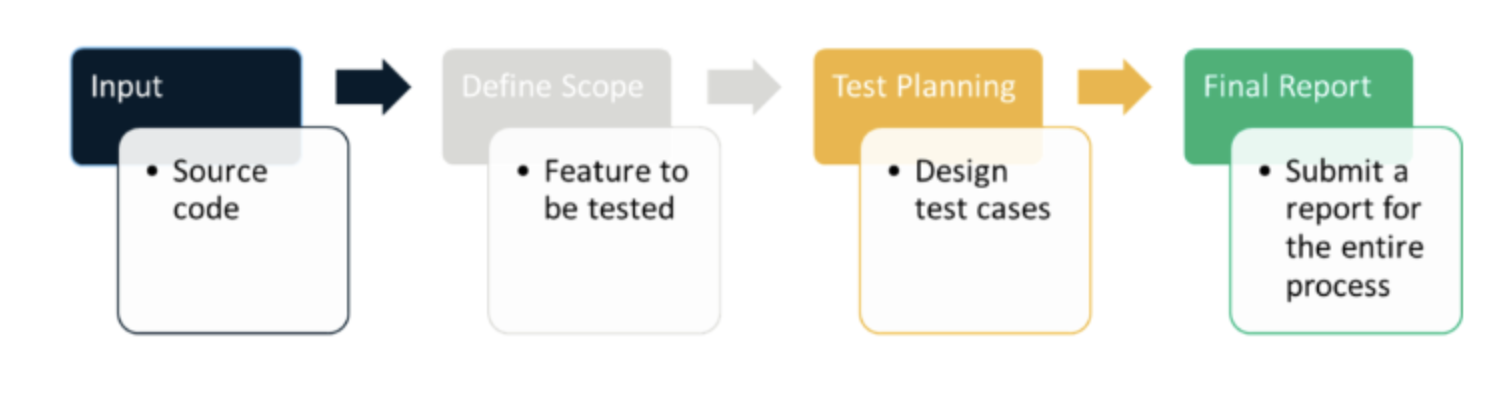 Input
• Source
code
Define Scope
• Feature to
be tested
Test Planning
• Design
test cases
Final Report
• Submit a
report for
the entire
process